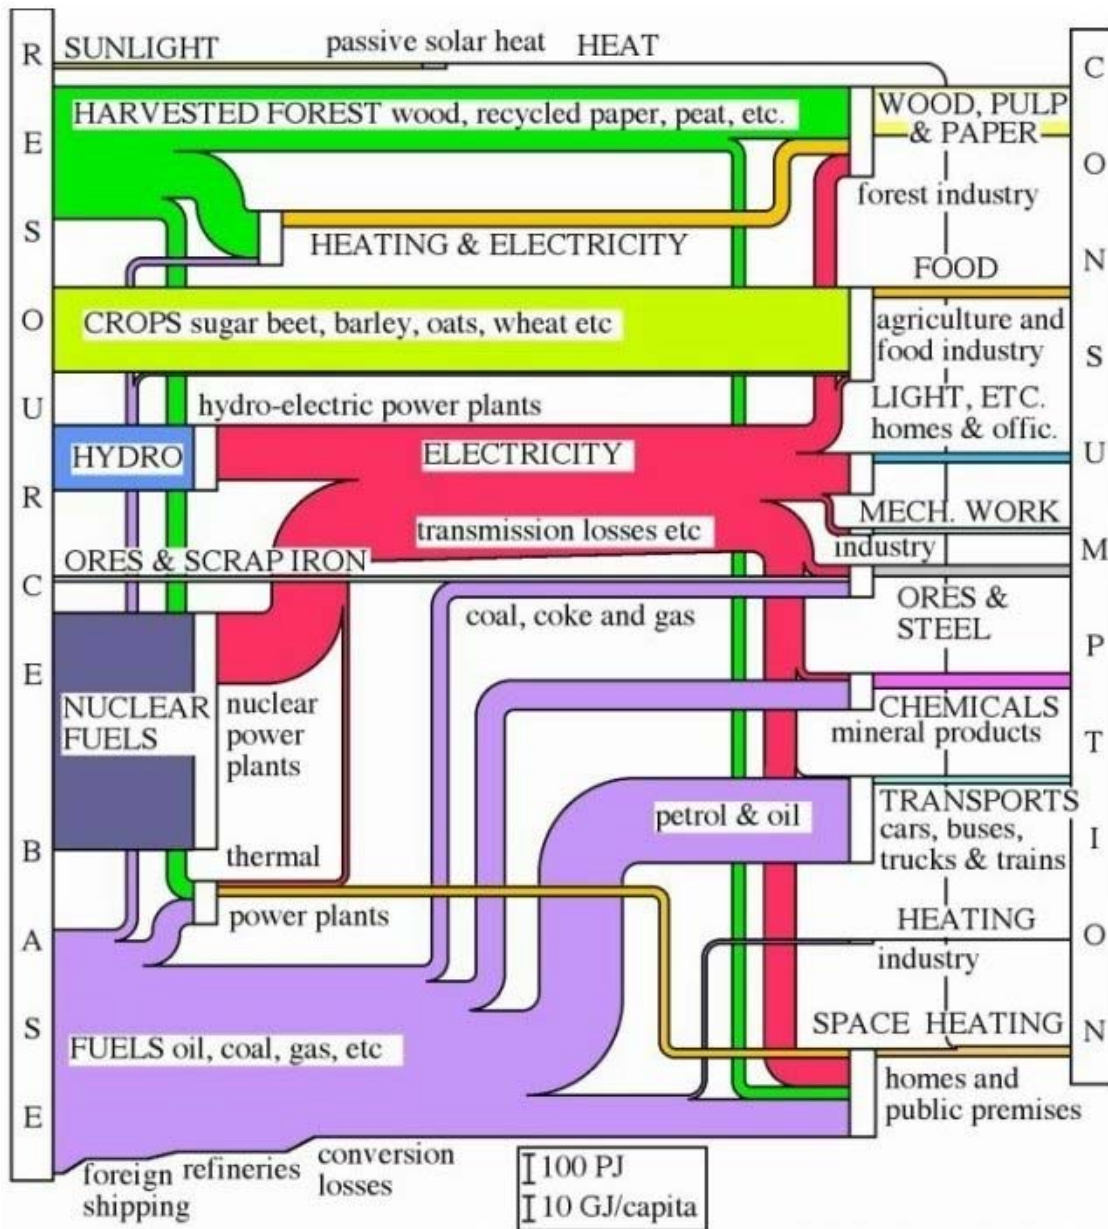 RESOURCE BASE
SUNLIGHT
passive solar heat
HEAT
CONSUMPTION
HARVESTED FOREST wood, recycled paper, peat, etc.
WOOD, PULP
& PAPER
forest industry
HEATING & ELECTRICITY
FOOD
CROPS sugar beet, barley, oats, wheat etc
agriculture and
food industry
hydro-electric power plants
LIGHT, ETC.
homes & offic.
HYDRO
ELECTRICITY
MECH. WORK
transmission losses etc
industry
ORES & SCRAP IRON
coal, coke and gas
ORES &
STEEL
NUCLEAR
FUELS
nuclear
power
plants
CHEMICALS
mineral products
petrol & oil
TRANSPORTS
cars, buses,
trucks & trains
thermal
power plants
HEATING
industry
SPACE HEATING
FUELS oil, coal, gas, etc
homes and
public premises
foreign
shipping
refineries
conversion
losses
100 PJ
10 GJ/capita